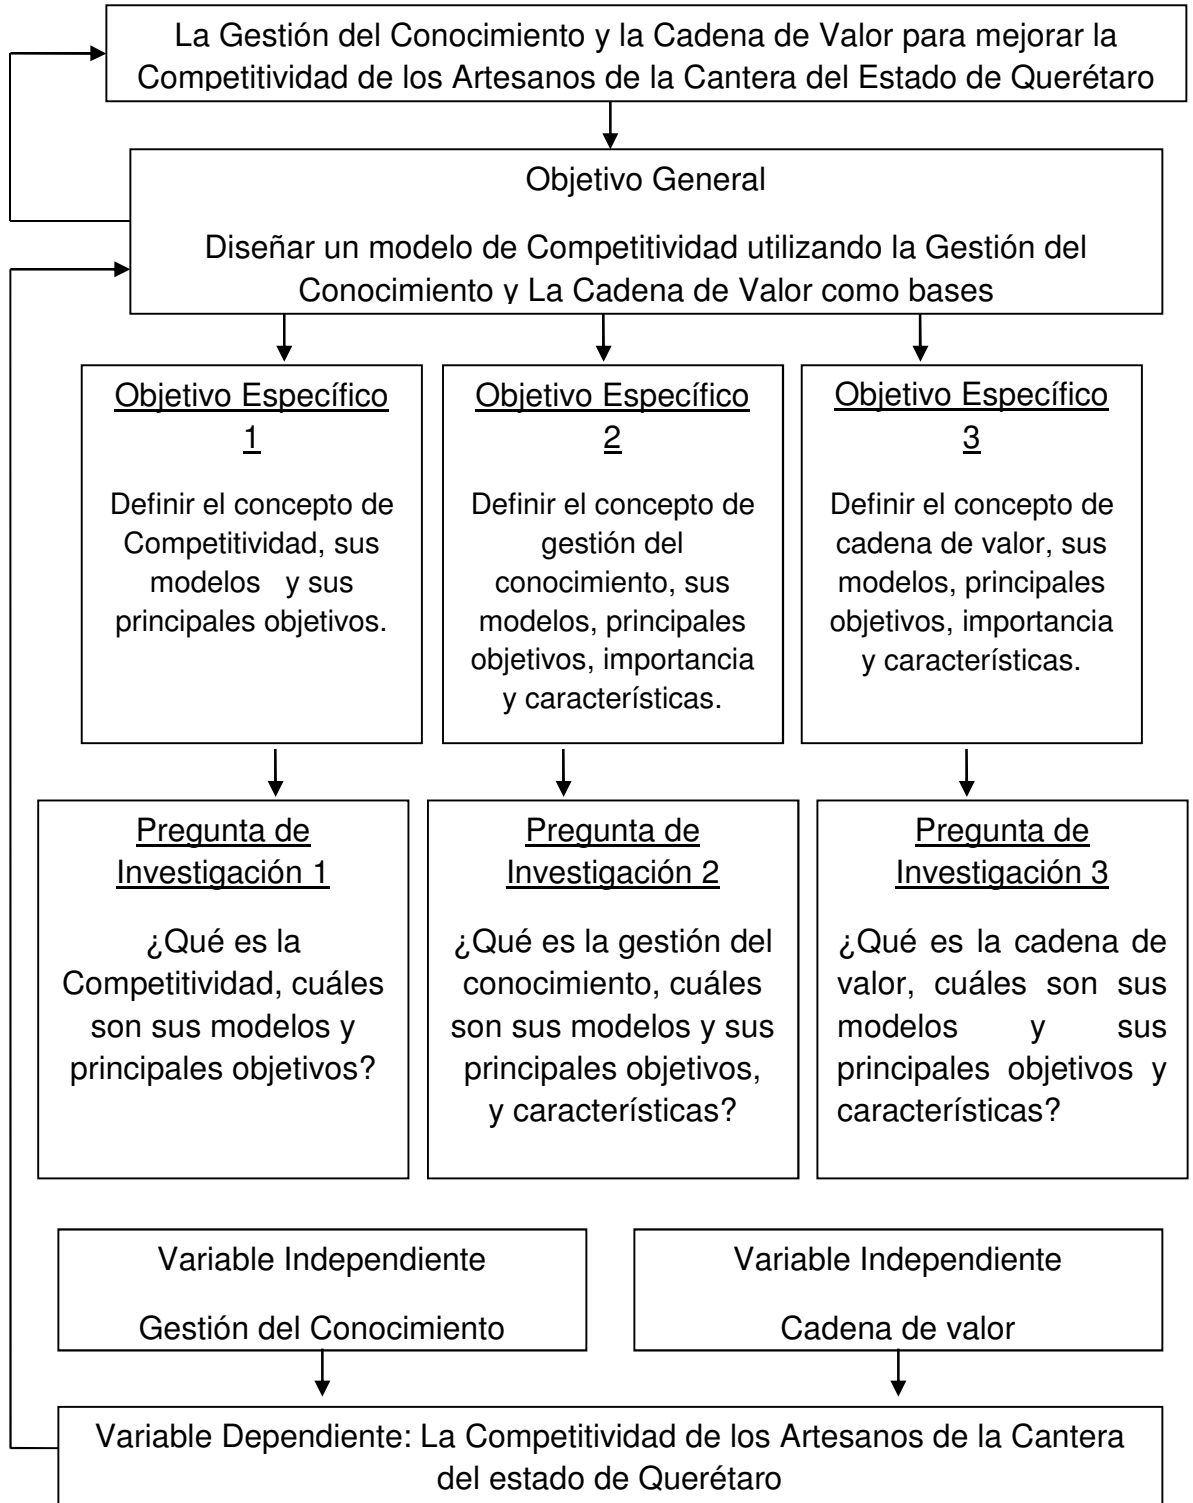 La Gestión del Conocimiento y la Cadena de Valor para mejorar la
Competitividad de los Artesanos de la Cantera del Estado de Querétaro
Objetivo General
Diseñar un modelo de Competitividad utilizando la Gestión del
Conocimiento y La Cadena de Valor como bases
Objetivo Específico
1
Definir el concepto de
Competitividad, sus
modelos y sus
principales objetivos.
Objetivo Específico
2
Definir el concepto de
gestión del
conocimiento, sus
modelos, principales
objetivos, importancia
y características.
Objetivo Específico
3
Definir el concepto de
cadena de valor, sus
modelos, principales
objetivos, importancia
y características.
Pregunta de
Investigación 1
¿Qué es la
Competitividad, cuáles
son sus modelos y
principales objetivos?
Pregunta de
Investigación 2
¿Qué es la gestión del
conocimiento, cuáles
son sus modelos y sus
principales objetivos,
y características?
Pregunta de
Investigación 3
¿Qué es la cadena de
valor, cuáles son sus
modelos y sus
principales objetivos y
características?
Variable Independiente
Gestión del Conocimiento
Variable Independiente
Cadena de valor
Variable Dependiente: La Competitividad de los Artesanos de la Cantera
del estado de Querétaro